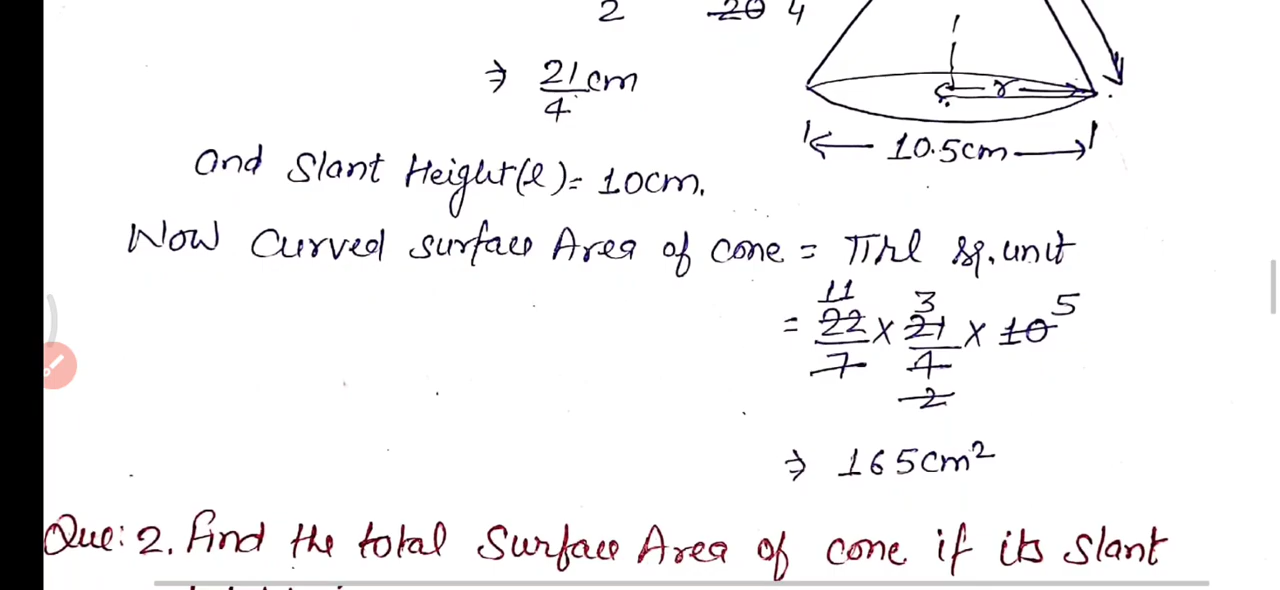 2 20 4
⇒ 21/4 cm
r
10.5cm
and Slant Height(l)= 10cm.
Now Curved surface Area of cone = πrl sq. unit
11 3 5
= 22/7 × 21/4 × 10
2
⇒ 165cm²
Que: 2. find the total Surface Area of cone if its slant